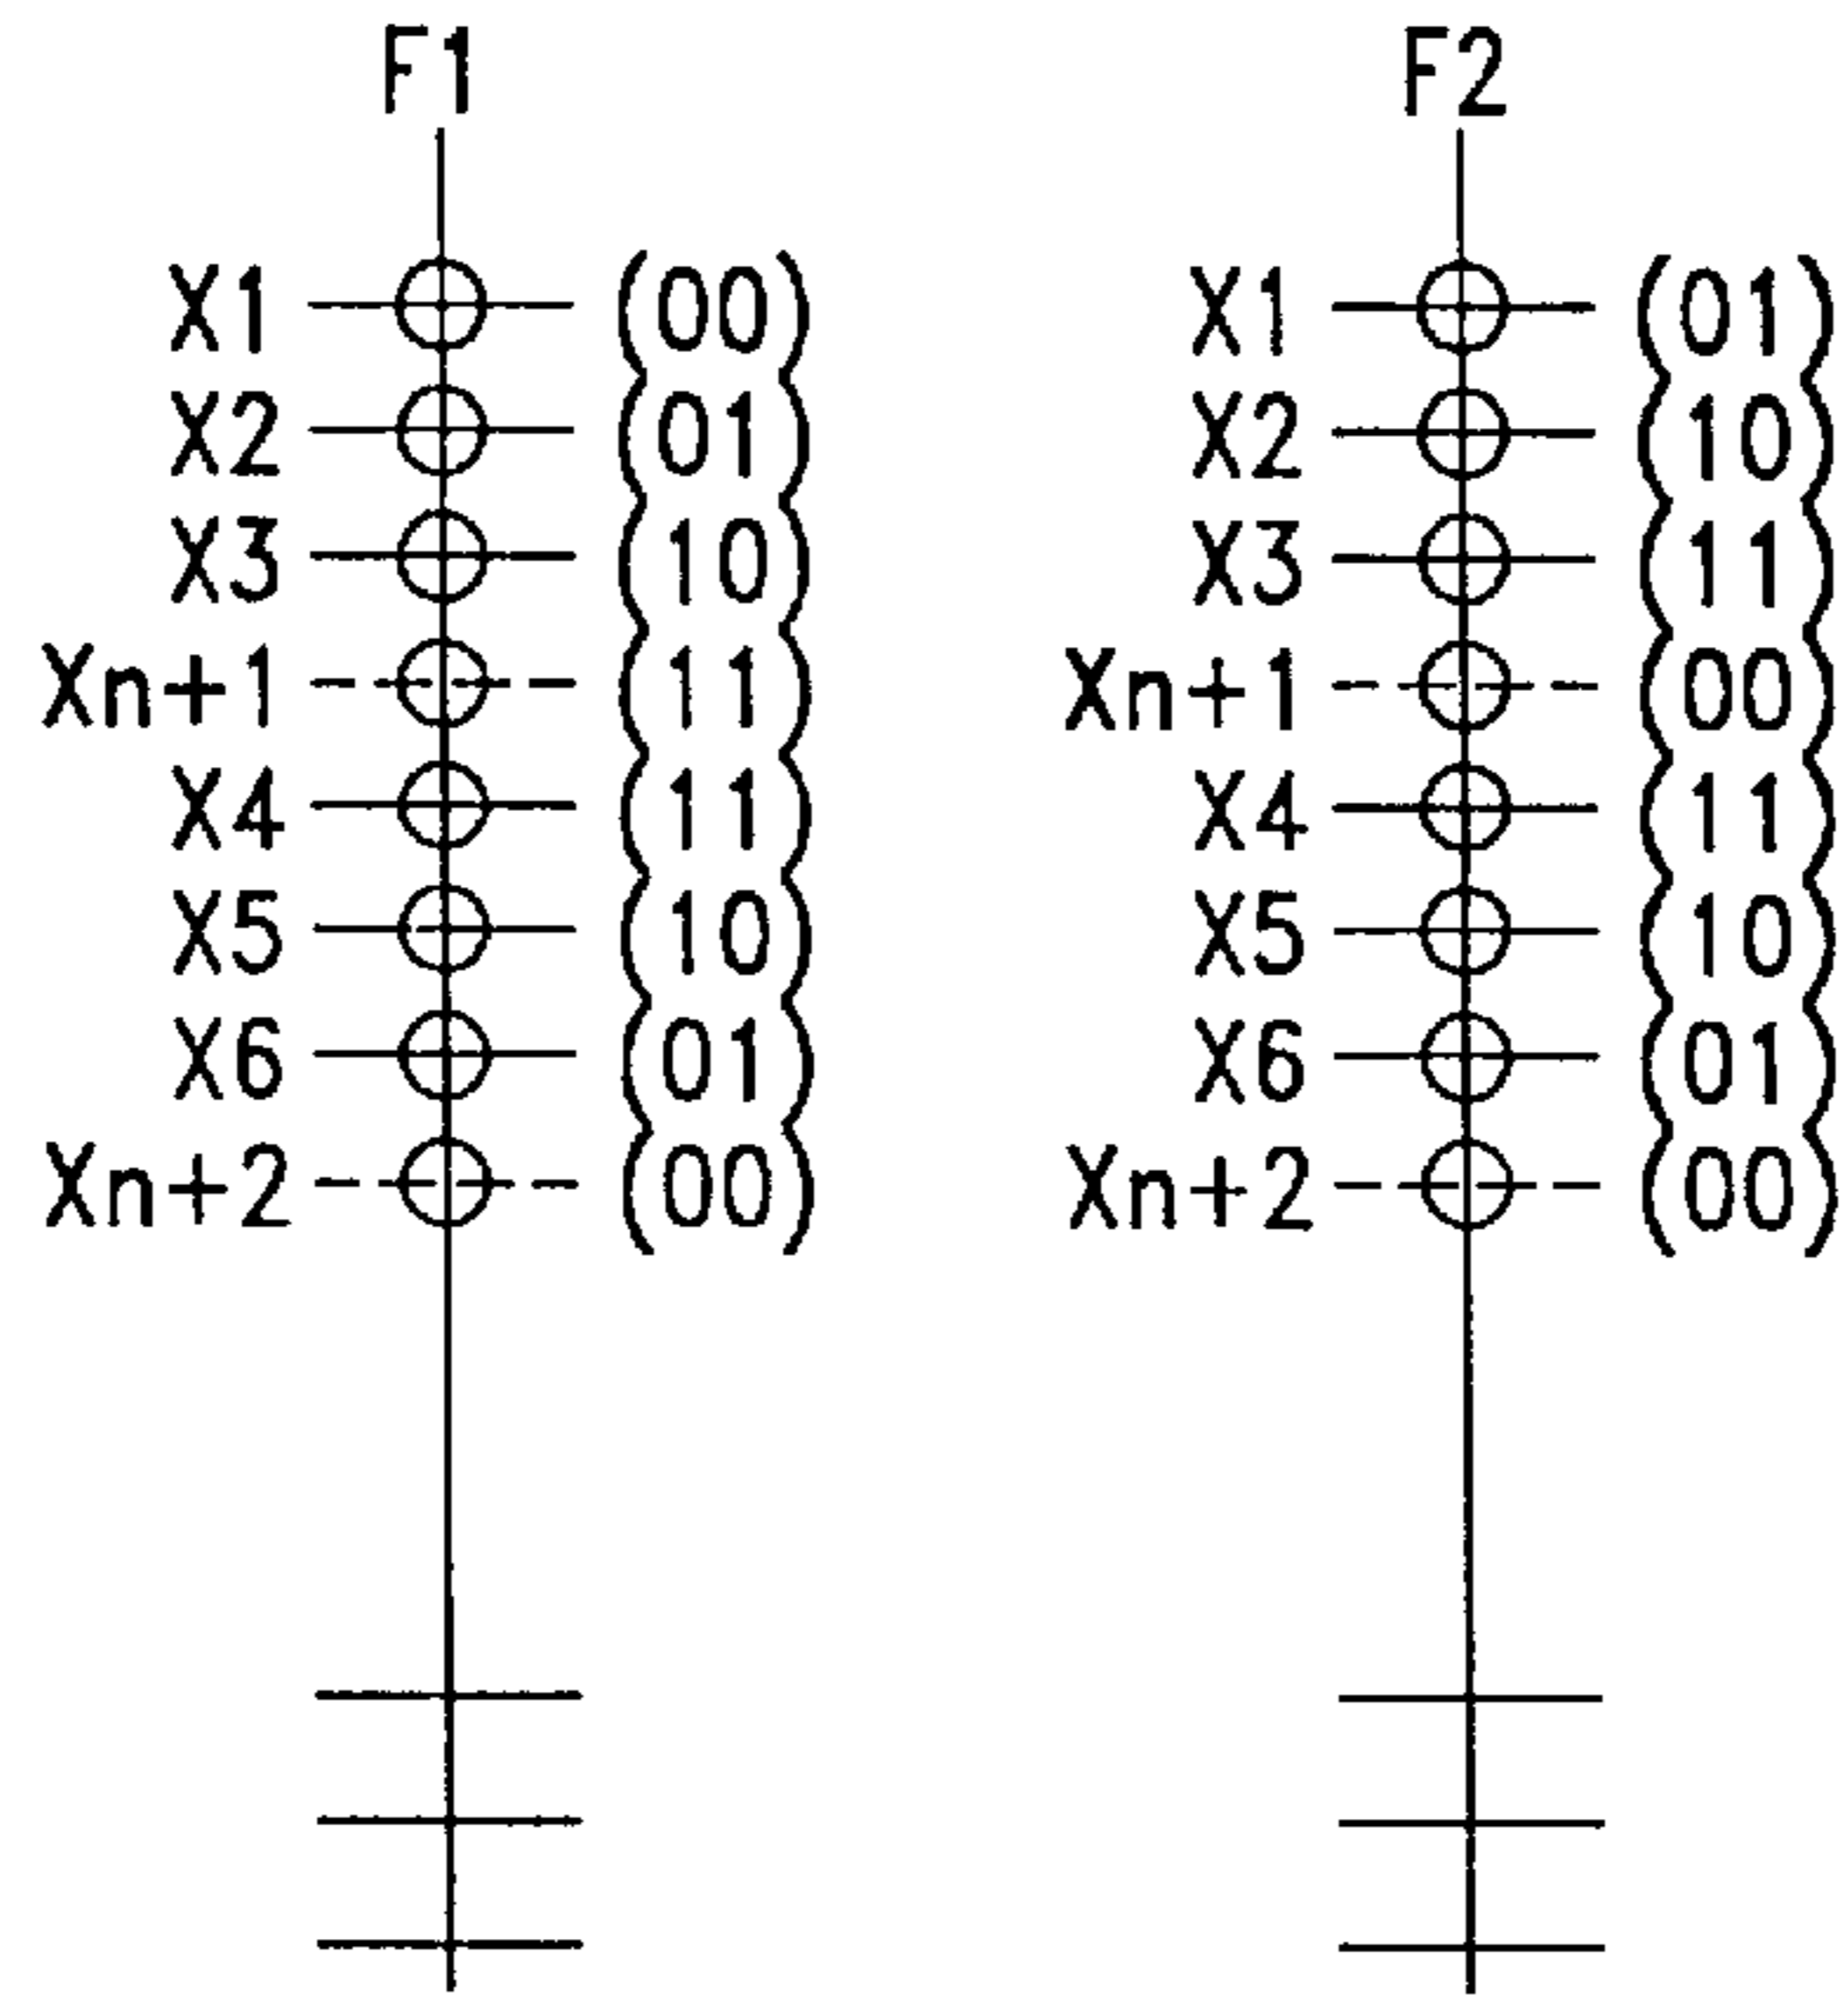 F1 F2
X1 (00) X1 (01)
X2 (01) X2 (10)
X3 (10) X3 (11)
Xn+1 (11) Xn+1 (00)
X4 (11) X4 (11)
X5 (10) X5 (10)
X6 (01) X6 (01)
Xn+2 (00) Xn+2 (00)